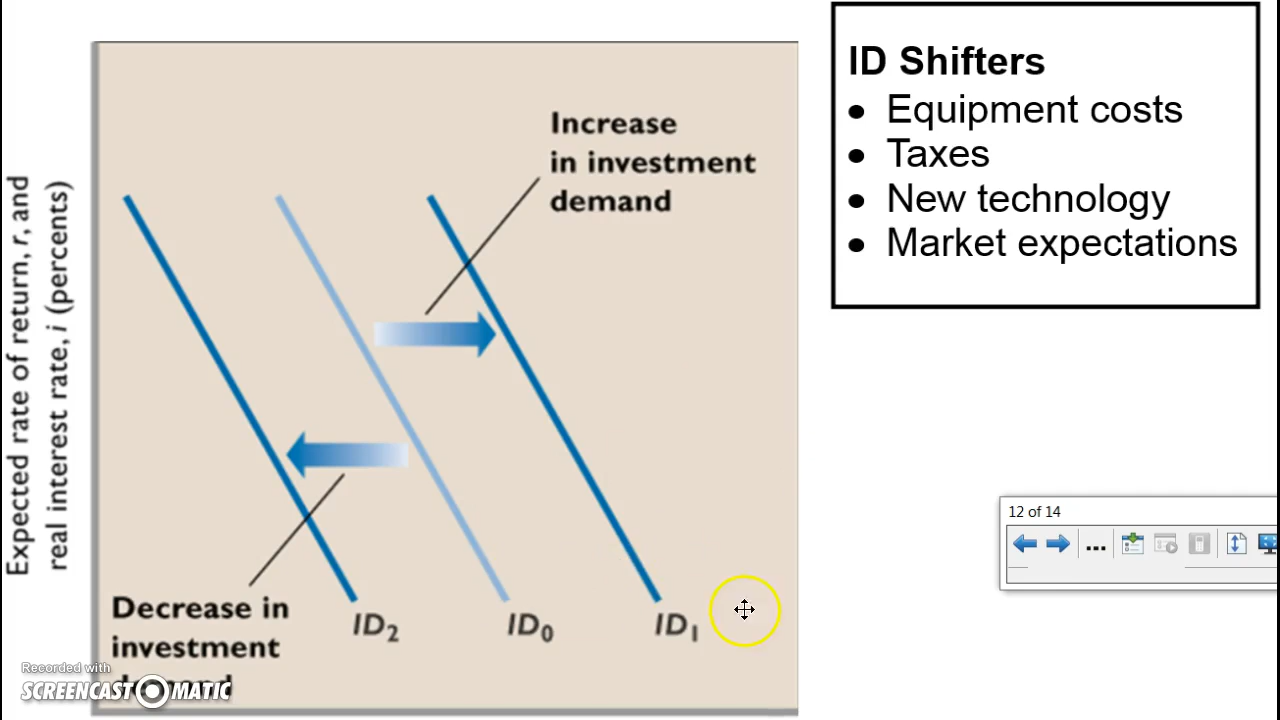 Expected rate of return, r, and
real interest rate, i (percents)
Increase
in investment
demand
Decrease in
investment
demand
ID2
ID0
ID1
ID Shifters
• Equipment costs
• Taxes
• New technology
• Market expectations
12 of 14
...
Recorded with
SCREENCAST MATIC